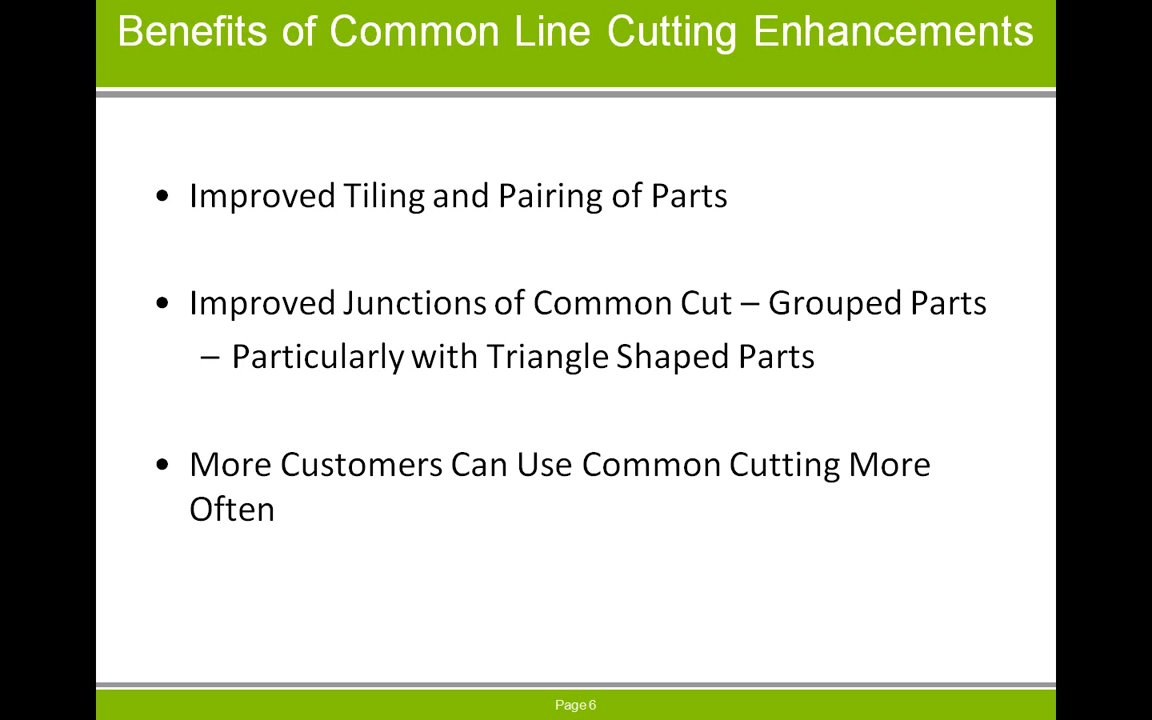 Benefits of Common Line Cutting Enhancements
• Improved Tiling and Pairing of Parts
• Improved Junctions of Common Cut – Grouped Parts
– Particularly with Triangle Shaped Parts
• More Customers Can Use Common Cutting More
Often
Page 6